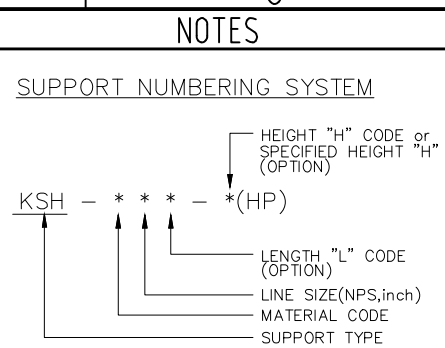 NOTES
SUPPORT NUMBERING SYSTEM
HEIGHT "H" CODE or
SPECIFIED HEIGHT "H"
(OPTION)
KSH - * * * - *(HP)
LENGTH "L" CODE
(OPTION)
LINE SIZE(NPS,inch)
MATERIAL CODE
SUPPORT TYPE